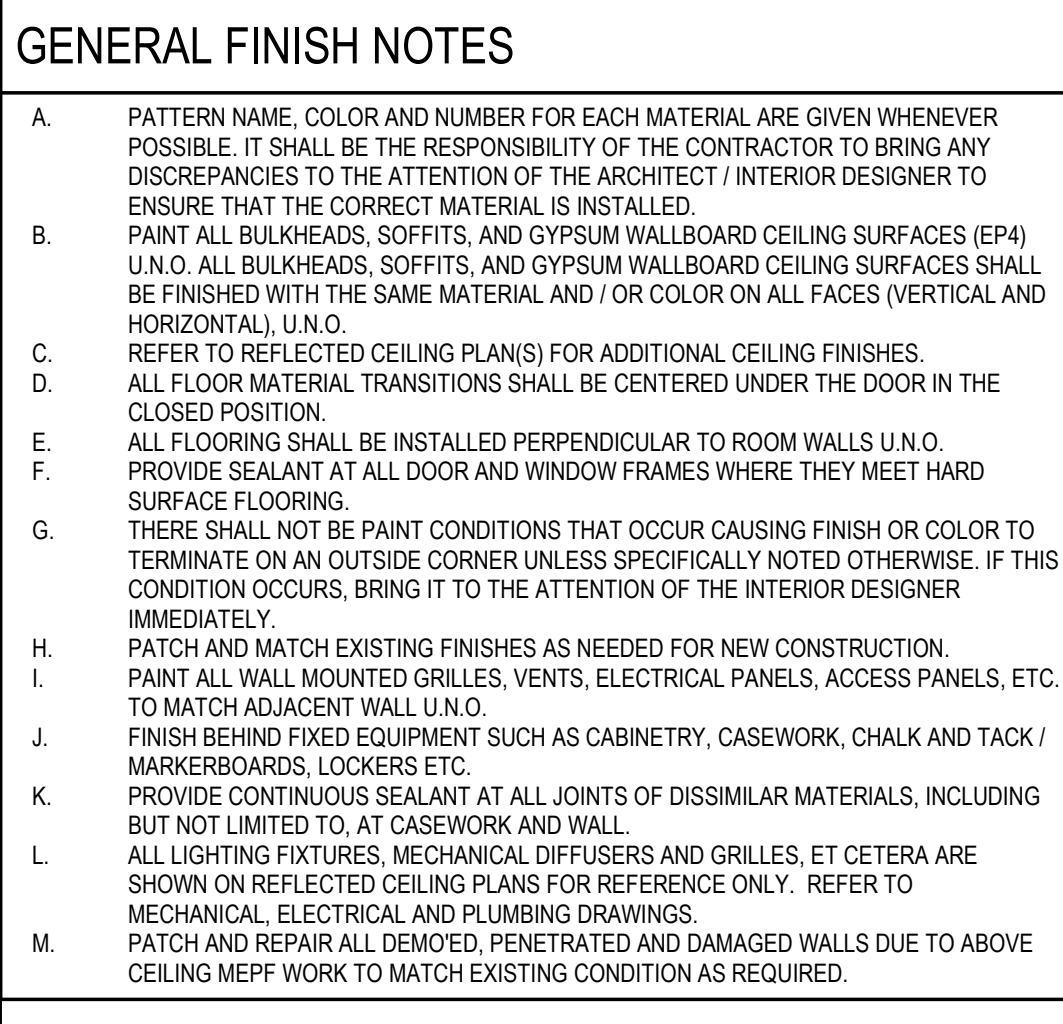 GENERAL FINISH NOTES
A. PATTERN NAME, COLOR AND NUMBER FOR EACH MATERIAL ARE GIVEN WHENEVER
POSSIBLE. IT SHALL BE THE RESPONSIBILITY OF THE CONTRACTOR TO BRING ANY
DISCREPANCIES TO THE ATTENTION OF THE ARCHITECT / INTERIOR DESIGNER TO
ENSURE THAT THE CORRECT MATERIAL IS INSTALLED.
B. PAINT ALL BULKHEADS, SOFFITS, AND GYPSUM WALLBOARD CEILING SURFACES (EP4)
U.N.O. ALL BULKHEADS, SOFFITS, AND GYPSUM WALLBOARD CEILING SURFACES SHALL
BE FINISHED WITH THE SAME MATERIAL AND / OR COLOR ON ALL FACES (VERTICAL AND
HORIZONTAL), U.N.O.
C. REFER TO REFLECTED CEILING PLAN(S) FOR ADDITIONAL CEILING FINISHES.
D. ALL FLOOR MATERIAL TRANSITIONS SHALL BE CENTERED UNDER THE DOOR IN THE
CLOSED POSITION.
E. ALL FLOORING SHALL BE INSTALLED PERPENDICULAR TO ROOM WALLS U.N.O.
F. PROVIDE SEALANT AT ALL DOOR AND WINDOW FRAMES WHERE THEY MEET HARD
SURFACE FLOORING.
G. THERE SHALL NOT BE PAINT CONDITIONS THAT OCCUR CAUSING FINISH OR COLOR TO
TERMINATE ON AN OUTSIDE CORNER UNLESS SPECIFICALLY NOTED OTHERWISE. IF THIS
CONDITION OCCURS, BRING IT TO THE ATTENTION OF THE INTERIOR DESIGNER
IMMEDIATELY.
H. PATCH AND MATCH EXISTING FINISHES AS NEEDED FOR NEW CONSTRUCTION.
I. PAINT ALL WALL MOUNTED GRILLES, VENTS, ELECTRICAL PANELS, ACCESS PANELS, ETC.
TO MATCH ADJACENT WALL U.N.O.
J. FINISH BEHIND FIXED EQUIPMENT SUCH AS CABINETRY, CASEWORK, CHALK AND TACK /
MARKERBOARDS, LOCKERS ETC.
K. PROVIDE CONTINUOUS SEALANT AT ALL JOINTS OF DISSIMILAR MATERIALS, INCLUDING
BUT NOT LIMITED TO, AT CASEWORK AND WALL.
L. ALL LIGHTING FIXTURES, MECHANICAL DIFFUSERS AND GRILLES, ET CETERA ARE
SHOWN ON REFLECTED CEILING PLANS FOR REFERENCE ONLY. REFER TO
MECHANICAL, ELECTRICAL AND PLUMBING DRAWINGS.
M. PATCH AND REPAIR ALL DEMO'ED, PENETRATED AND DAMAGED WALLS DUE TO ABOVE
CEILING MEPF WORK TO MATCH EXISTING CONDITION AS REQUIRED.